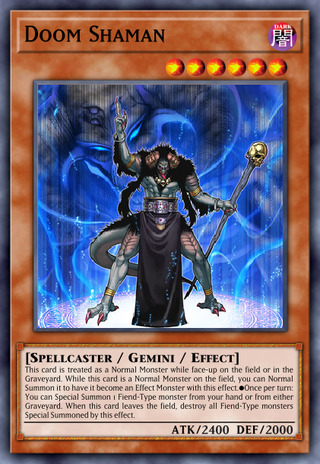 Doom Shaman
DARK
闇
[Spellcaster / Gemini / Effect]
This card is treated as a Normal Monster while face-up on the field or in the
Graveyard. While this card is a Normal Monster on the field, you can Normal
Summon it to have it become an Effect Monster with this effect.●Once per turn:
You can Special Summon 1 Fiend-Type monster from your hand or from either
Graveyard. When this card leaves the field, destroy all Fiend-Type monsters
Special Summoned by this effect.
ATK/2400 DEF/2000